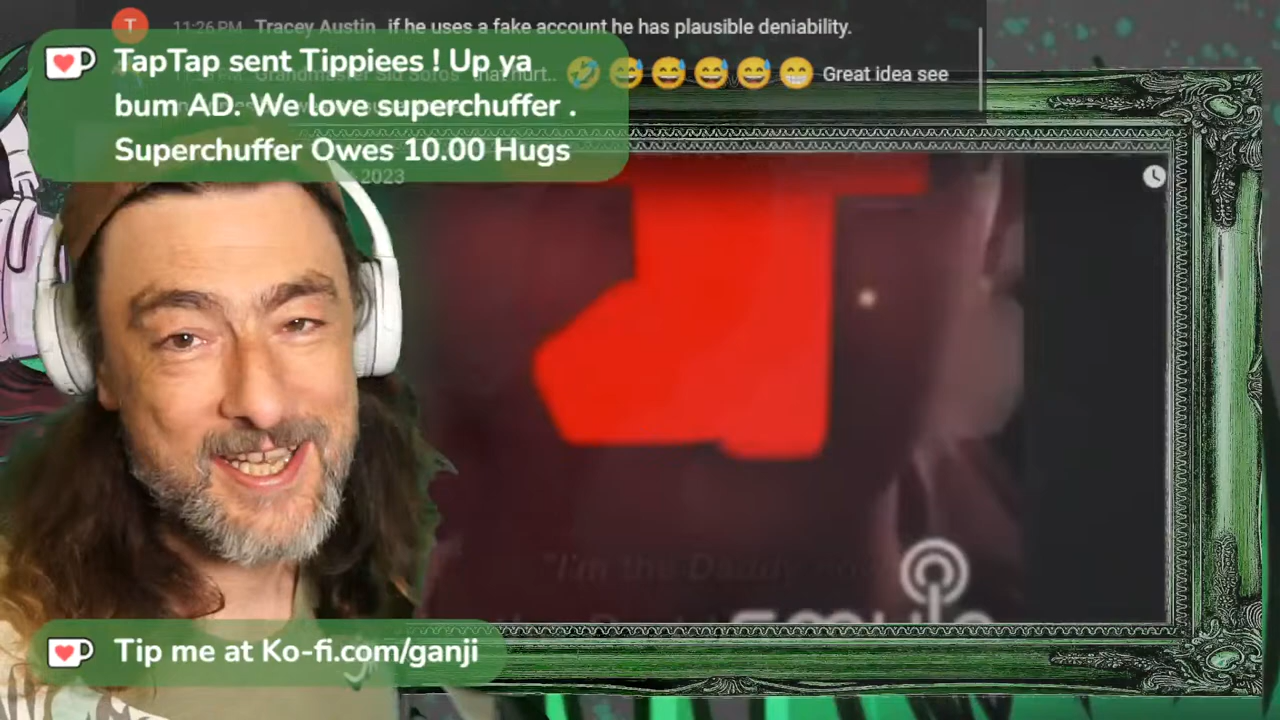 T 11:26 PM Tracey Austin if he uses a fake account he has plausible deniability.
Great idea see
TapTap sent Tippiees ! Up ya
bum AD. We love superchuffer .
Superchuffer Owes 10.00 Hugs
2023
"I'm the Daddy
Tip me at Ko-fi.com/ganji